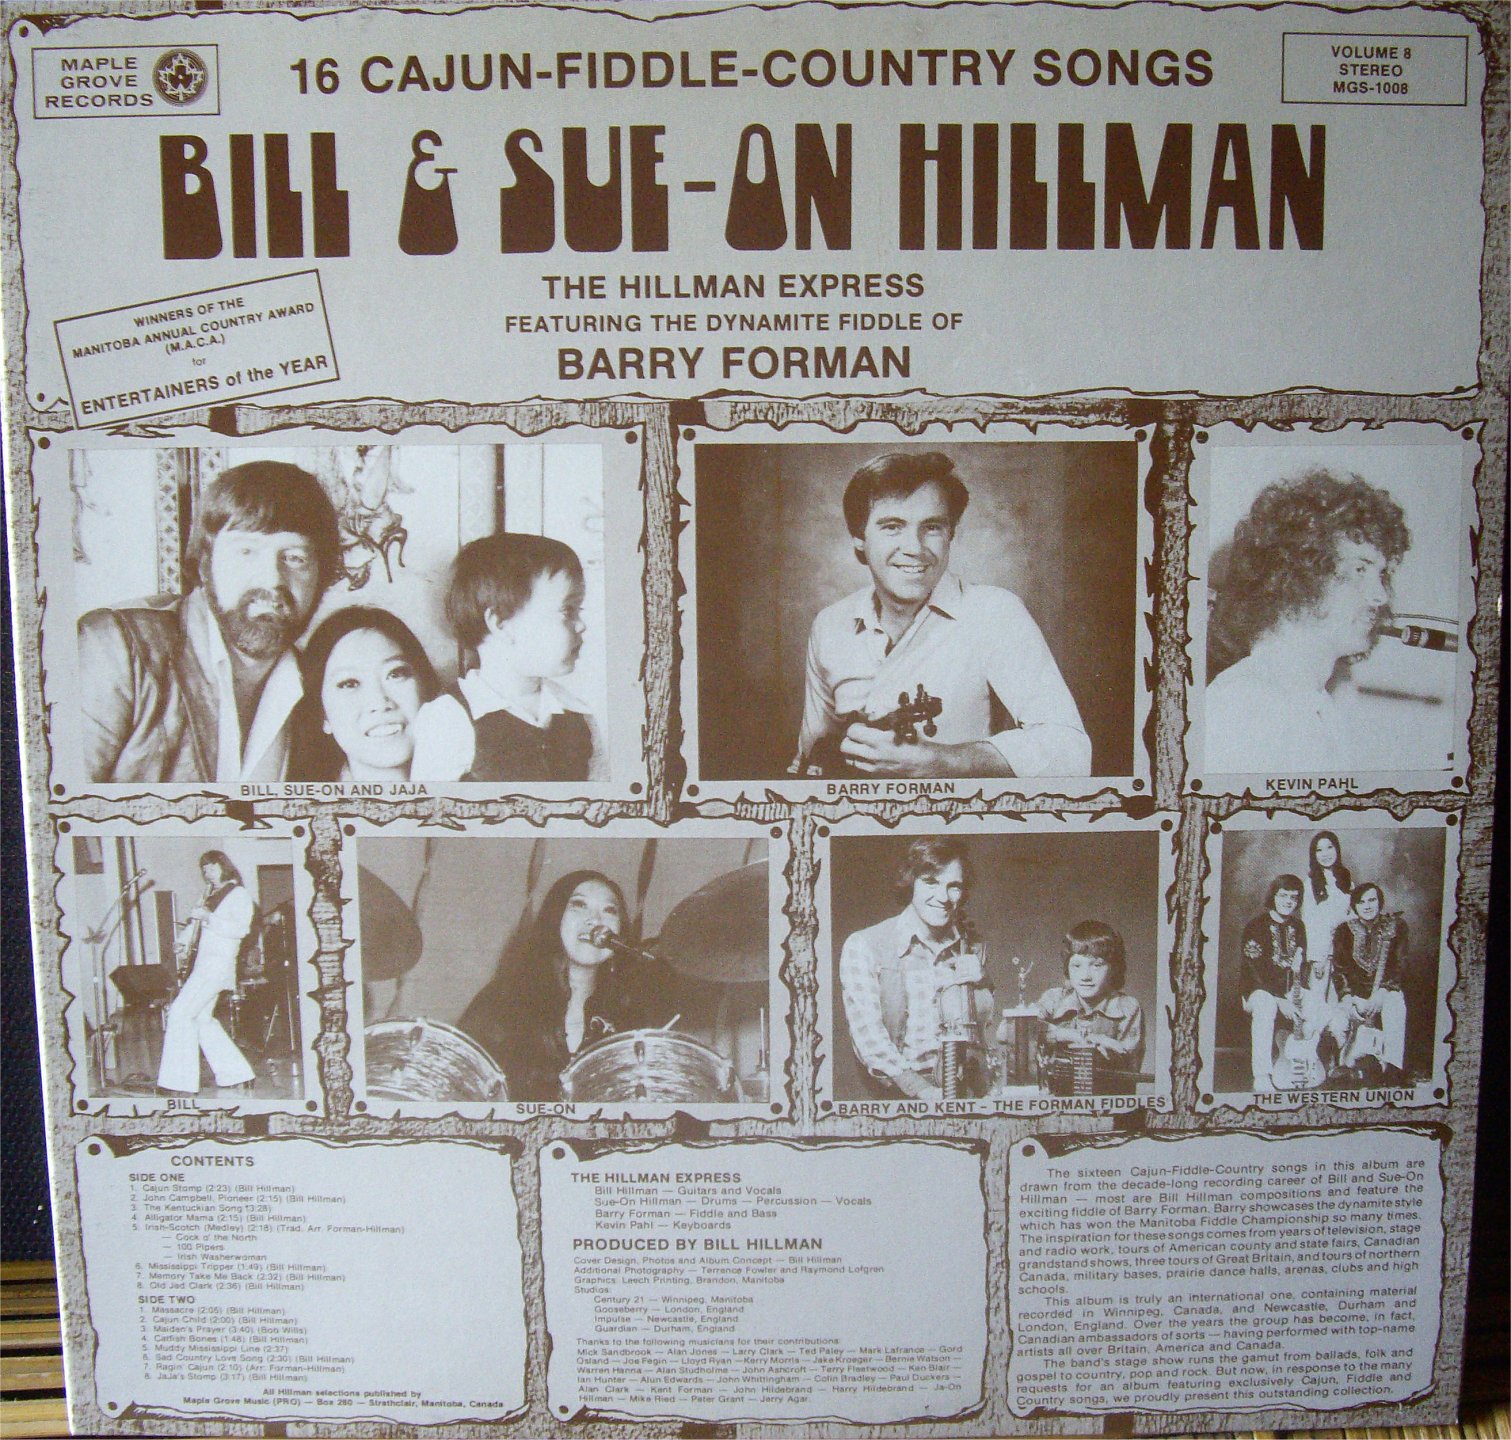 MAPLE
GROVE
RECORDS
16 CAJUN-FIDDLE-COUNTRY SONGS
VOLUME 8
STEREO
MGS-1008
BILL & SUE-ON HILLMAN
THE HILLMAN EXPRESS
FEATURING THE DYNAMITE FIDDLE OF
BARRY FORMAN
WINNERS OF THE
MANITOBA ANNUAL COUNTRY AWARD
(M.A.C.A.)
for
ENTERTAINERS of the YEAR
BILL, SUE-ON AND JAJA
BARRY FORMAN
KEVIN PAHL
BILL
SUE-ON
BARRY AND KENT - THE FORMAN FIDDLES
THE WESTERN UNION
CONTENTS
SIDE ONE
1. Cajun Stomp (2:23) (Bill Hillman)
2. John Campbell, Pioneer (2:15) (Bill Hillman)
3. The Kentuckian Song (3:28)
4. Alligator Mama (2:15) (Bill Hillman)
5. Irish-Scotch (Medley) (2:18) (Trad. Arr. Forman-Hillman)
— Cock o' the North
— 100 Pipers
— Irish Washerwoman
6. Mississippi Tripper (1:49) (Bill Hillman)
7. Memory Take Me Back (2:32) (Bill Hillman)
8. Old Jed Clark (2:36) (Bill Hillman)
SIDE TWO
1. Massacre (2:05) (Bill Hillman)
2. Cajun Child (2:00) (Bill Hillman)
3. Maiden's Prayer (3:40) (Bob Wills)
4. Catfish Bones (1:48) (Bill Hillman)
5. Muddy Mississippi Line (2:37)
6. Sad Country Love Song (2:30) (Bill Hillman)
7. Ragin' Cajun (2:10) (Arr. Forman-Hillman)
8. JaJa's Stomp (3:17) (Bill Hillman)
All Hillman selections published by
Maple Grove Music (PRO) — Box 280 — Strathclair, Manitoba, Canada
THE HILLMAN EXPRESS
Bill Hillman — Guitars and Vocals
Sue-On Hillman — Drums — Percussion — Vocals
Barry Forman — Fiddle and Bass
Kevin Pahl — Keyboards
PRODUCED BY BILL HILLMAN
Cover Design, Photos and Album Concept — Bill Hillman
Additional Photography — Terrence Fowler and Raymond Lofgren
Graphics: Leech Printing, Brandon, Manitoba
Studios:
Century 21 — Winnipeg, Manitoba
Gooseberry — London, England
Impulse — Newcastle, England
Guardian — Durham, England
Thanks to the following musicians for their contributions:
Mick Sandbrook — Alan Jones — Larry Clark — Ted Paley — Mark Lafrance — Gord
Osland — Joe Fegin — Lloyd Ryan — Kerry Morris — Jake Kroeger — Bernie Watson —
Warren Hanna — Alan Studholme — John Ashcroft — Terry Fleetwood — Ken Blair —
Ian Hunter — Alun Edwards — John Whittingham — Colin Bradley — Paul Duckers —
Alan Clark — Kent Forman — John Hildebrand — Harry Hildebrand — Ja-On
Hillman — Mike Ried — Peter Grant — Jerry Agar
The sixteen Cajun-Fiddle-Country songs in this album are
drawn from the decade-long recording career of Bill and Sue-On
Hillman — most are Bill Hillman compositions and feature the
exciting fiddle of Barry Forman. Barry showcases the dynamite style
which has won the Manitoba Fiddle Championship so many times.
The inspiration for these songs comes from years of television, stage
and radio work, tours of American county and state fairs, Canadian
grandstand shows, three tours of Great Britain, and tours of northern
Canada, military bases, prairie dance halls, arenas, clubs and high
schools.
This album is truly an international one, containing material
recorded in Winnipeg, Canada, and Newcastle, Durham and
London, England. Over the years the group has become, in fact,
Canadian ambassadors of sorts — having performed with top-name
artists all over Britain, America and Canada.
The band's stage show runs the gamut from ballads, folk and
gospel to country, pop and rock. But now, in response to the many
requests for an album featuring exclusively Cajun, Fiddle and
Country songs, we proudly present this outstanding collection.